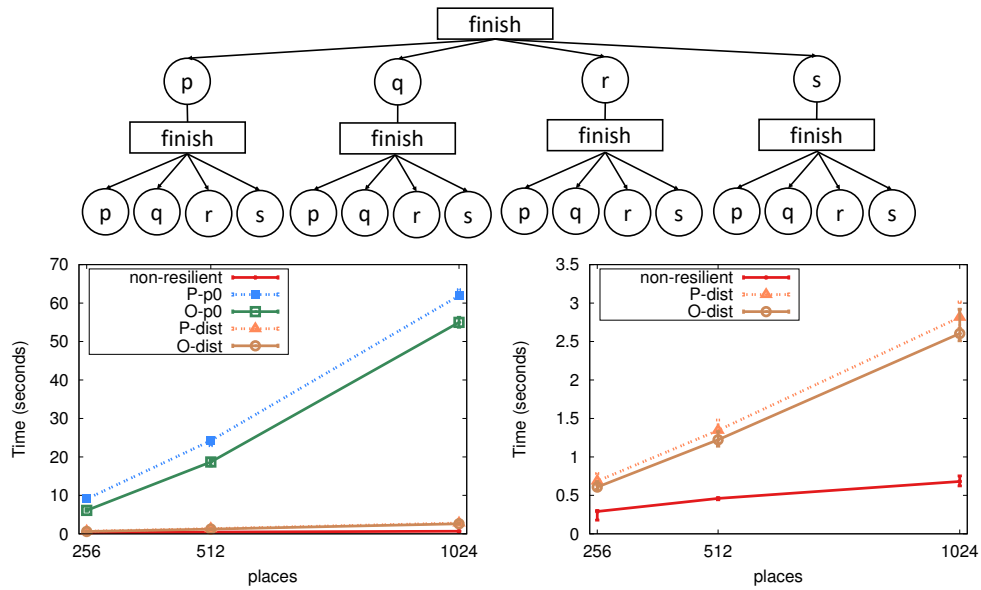 finish
p q r s
finish finish finish finish
p q r s p q r s p q r s p q r s
70
60
50
40
30
20
10
0
256 512 1024
Time (seconds)
places
non-resilient
P-p0
O-p0
P-dist
O-dist
3.5
3
2.5
2
1.5
1
0.5
0
256 512 1024
Time (seconds)
places
non-resilient
P-dist
O-dist